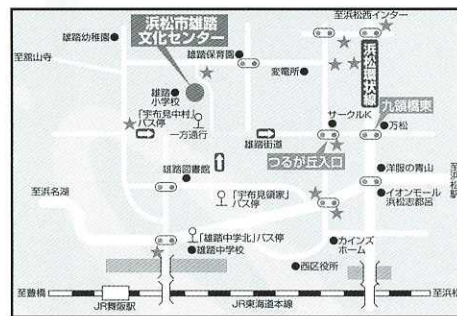 雄踏幼稚園
浜松市雄踏
文化センター
至浜松西インター
雄踏保育園
至舘山寺
変電所
浜松環状線
雄踏
小学校
九領橋東
「宇布見中村」
バス停
サークルK
万松
一方通行
雄踏街道
つるが丘入口
雄踏図書館
洋服の青山
至浜松駅
至浜名湖
「宇布見領家」
バス停
イオンモール
浜松志都呂
「雄踏中学北」バス停
雄踏中学校
カインズ
ホーム
西区役所
至豊橋
JR舞阪駅
JR東海道本線